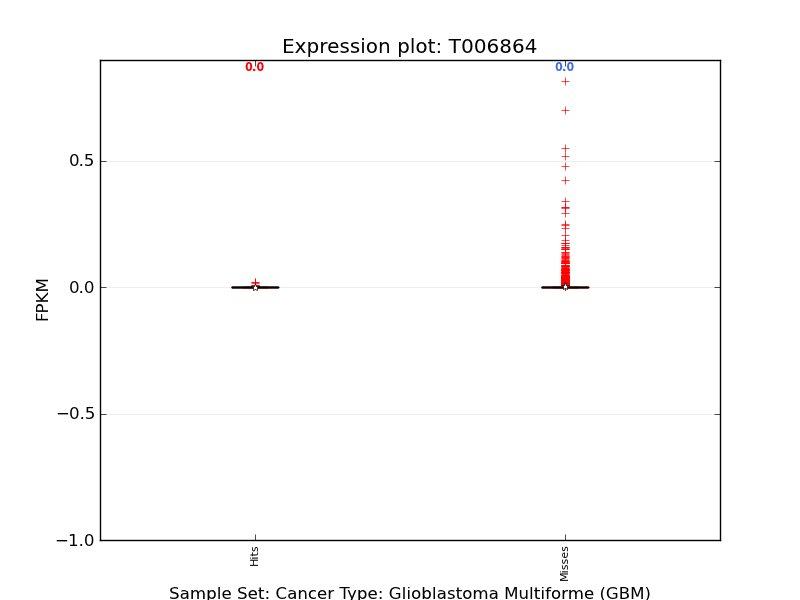 Expression plot: T006864
0.0 0.0
0.5
0.0
−0.5
−1.0
FPKM
Hits Misses
Sample Set: Cancer Type: Glioblastoma Multiforme (GBM)